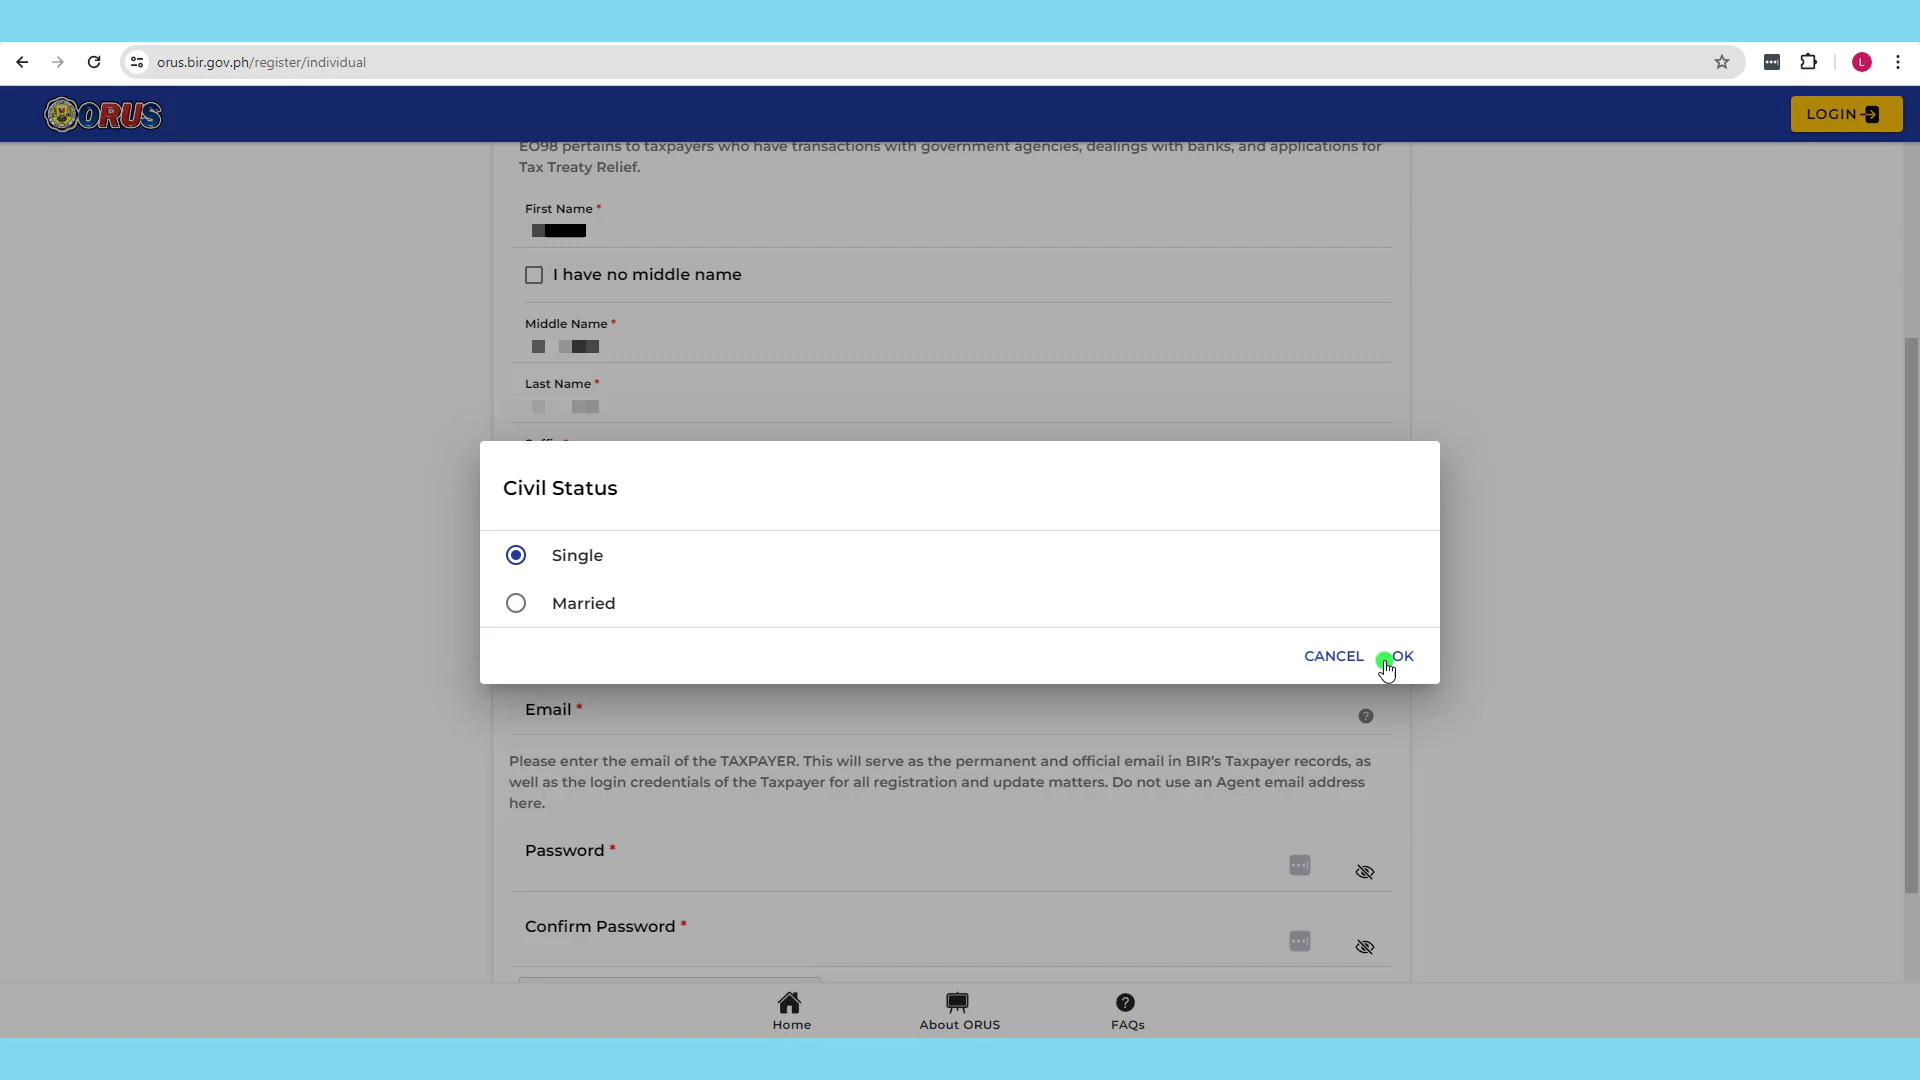 orus.bir.gov.ph/register/individual
L
ORUS
LOGIN
EO98 pertains to taxpayers who have transactions with government agencies, dealings with banks, and applications for
Tax Treaty Relief.
First Name *
I have no middle name
Middle Name *
Last Name *
Civil Status
Single
Married
CANCEL
OK
Email *
Please enter the email of the TAXPAYER. This will serve as the permanent and official email in BIR’s Taxpayer records, as
well as the login credentials of the Taxpayer for all registration and update matters. Do not use an Agent email address
here.
Password *
Confirm Password *
Home
About ORUS
FAQs